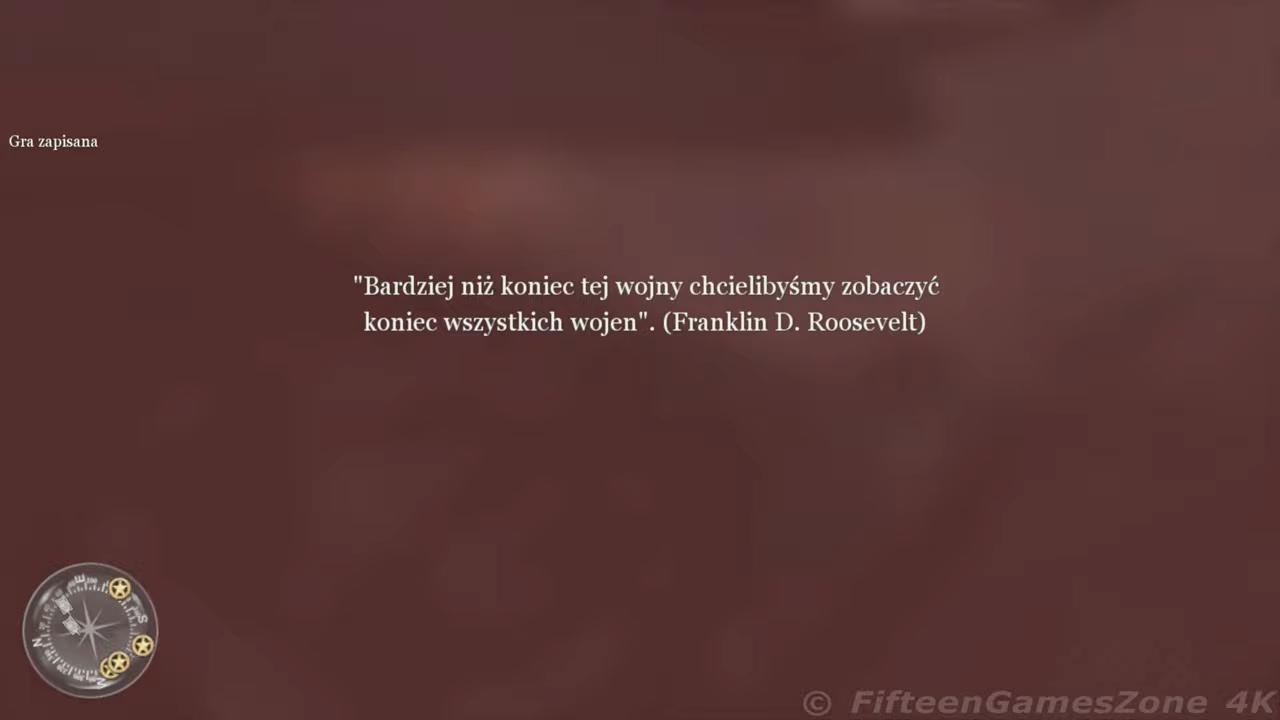 Gra zapisana
"Bardziej niż koniec tej wojny chcielibyśmy zobaczyć
koniec wszystkich wojen". (Franklin D. Roosevelt)
© FifteenGamesZone 4K